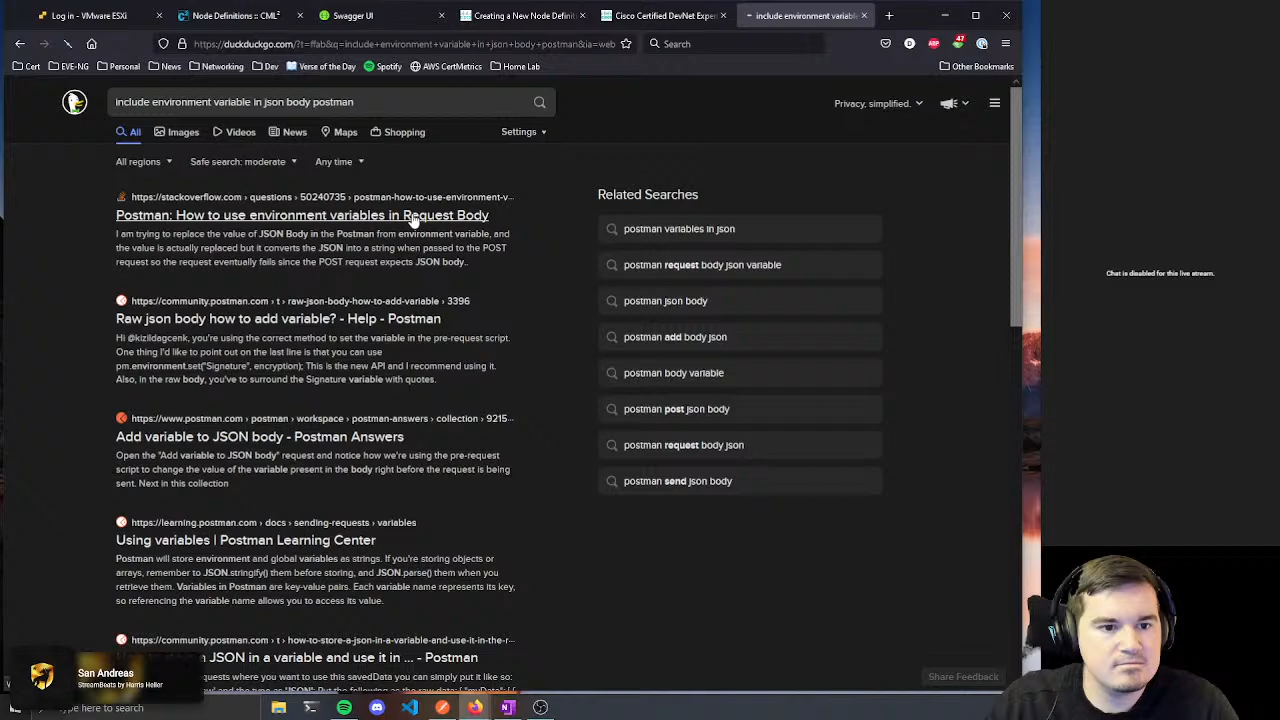 Log in - VMware ESXi
Node Definitions :: CML²
Swagger UI
Creating a New Node Definiti
Cisco Certified DevNet Exper
include environment variabl
https://duckduckgo.com/?t=ffab&q=include+environment+variable+in+json+body+postman&ia=web
Search
47
Cert
EVE-NG
Personal
News
Networking
Dev
Verse of the Day
Spotify
AWS CertMetrics
Home Lab
Other Bookmarks
include environment variable in json body postman
Privacy, simplified.
All
Images
Videos
News
Maps
Shopping
Settings
All regions
Safe search: moderate
Any time
https://stackoverflow.com › questions › 50240735 › postman-how-to-use-environment-v...
Postman: How to use environment variables in Request Body
I am trying to replace the value of JSON Body in the Postman from environment variable, and
the value is actually replaced but it converts the JSON into a string when passed to the POST
request so the request eventually fails since the POST request expects JSON body..
https://community.postman.com › t › raw-json-body-how-to-add-variable › 3396
Raw json body how to add variable? - Help - Postman
Hi @kizildagcenk, you're using the correct method to set the variable in the pre-request script.
One thing I'd like to point out on the last line is that you can use
pm.environment.set("Signature", encryption); This is the new API and I recommend using it.
Also, in the raw body, you've to surround the Signature variable with quotes.
https://www.postman.com › postman › workspace › postman-answers › collection › 9215...
Add variable to JSON body - Postman Answers
Open the "Add variable to JSON body" request and notice how we're using the pre-request
script to change the value of the variable present in the body right before the request is being
sent. Next in this collection
https://learning.postman.com › docs › sending-requests › variables
Using variables | Postman Learning Center
Postman will store environment and global variables as strings. If you're storing objects or
arrays, remember to JSON.stringify() them before storing, and JSON.parse() them when you
retrieve them. Variables in Postman are key-value pairs. Each variable name represents its key,
so referencing the variable name allows you to access its value.
https://community.postman.com › t › how-to-store-a-json-in-a-variable-and-use-it-in-the-r...
JSON in a variable and use it in ... - Postman
quests where you want to use this savedData you can simply put it like so:
Related Searches
postman variables in json
postman request body json variable
postman json body
postman add body json
postman body variable
postman post json body
postman request body json
postman send json body
Share Feedback
Chat is disabled for this live stream.
San Andreas
StreamBeats by Harris Heller
here to search